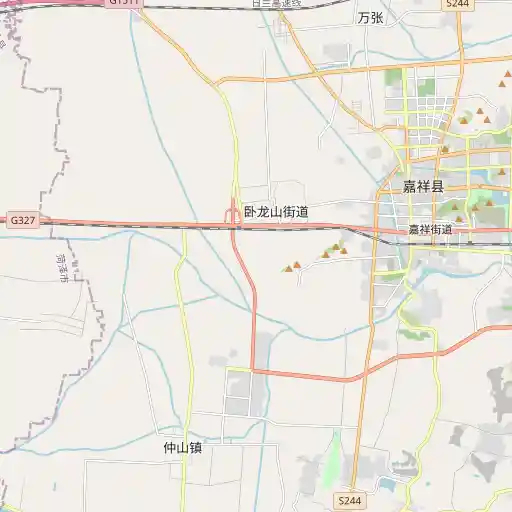 G1511
日兰高速线
万张
S244
嘉祥县
G327
卧龙山街道
嘉祥街道
菏泽市
仲山镇
S244